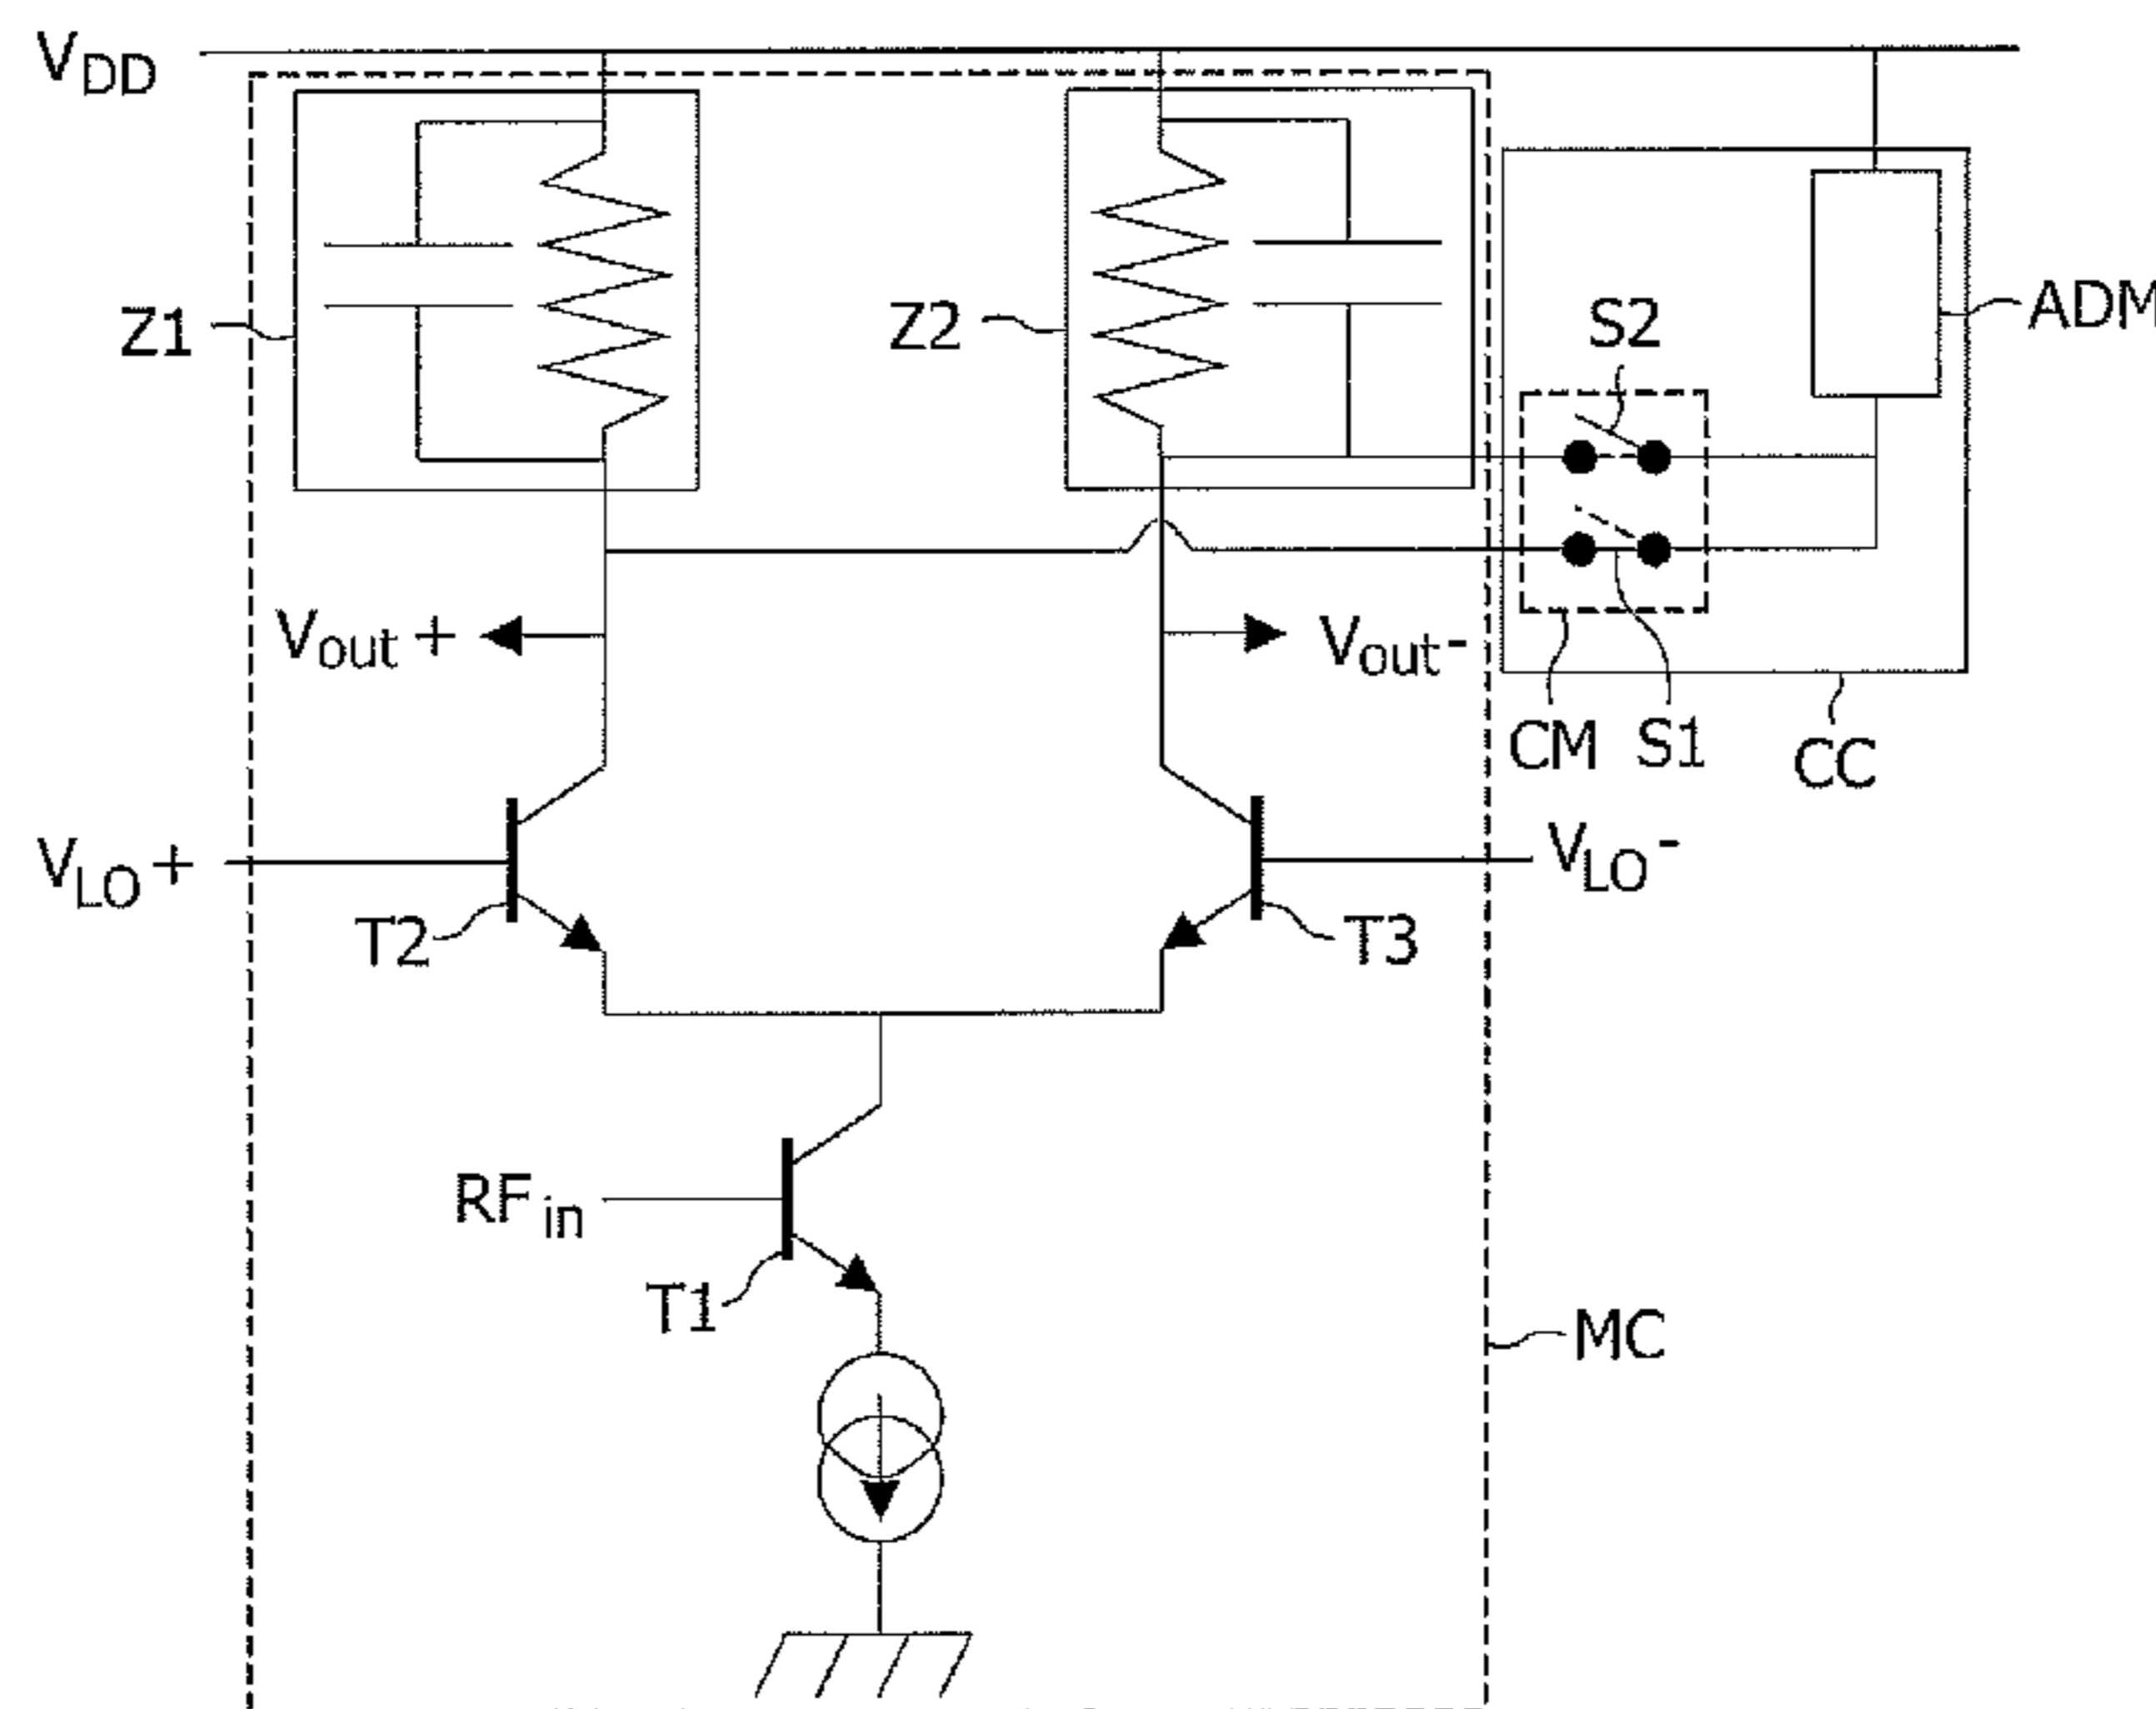 VDD
Z1
Z2
S2
ADM
Vout+
Vout-
CM
S1
CC
VLO+
VLO-
T2
T3
RFin
T1
MC